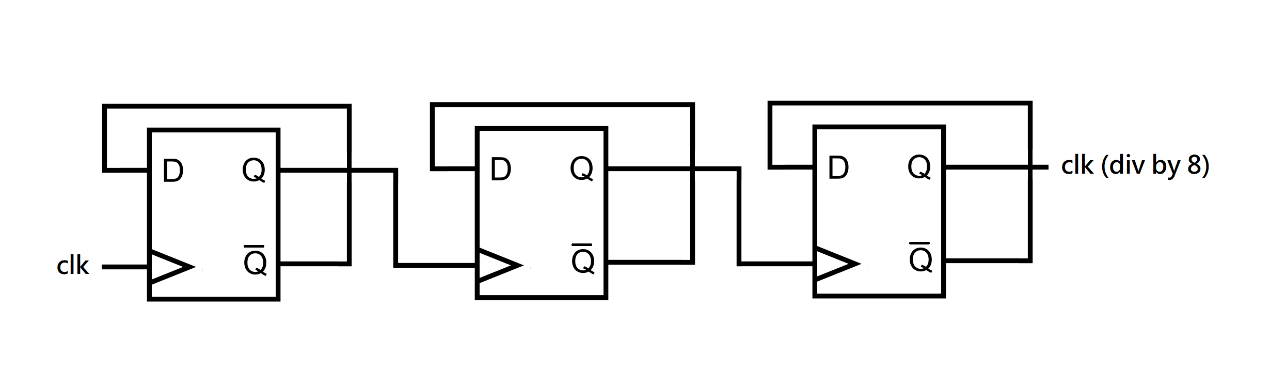 D Q D Q D Q clk (div by 8)
clk Q̅ Q̅ Q̅